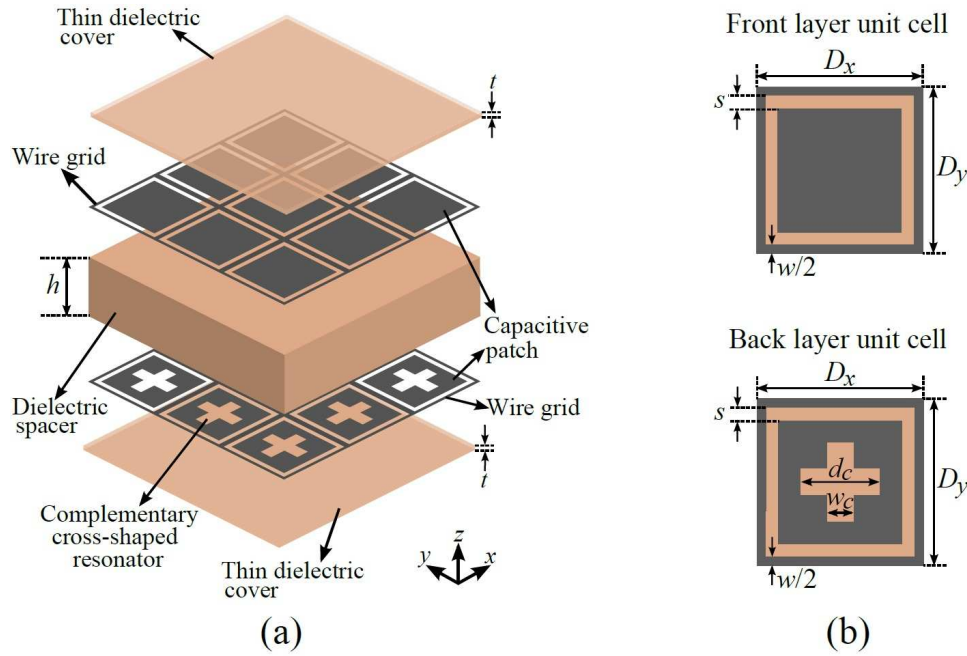 Thin dielectric
cover
t
Wire grid
h
Capacitive
patch
Dielectric
spacer
Wire grid
t
Complementary
cross-shaped
resonator
Thin dielectric
cover
z
y
x
(a)
Front layer unit cell
Dx
s
Dy
w/2
Back layer unit cell
Dx
s
dc
Dy
wc
w/2
(b)